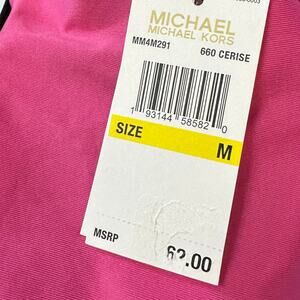 MICHAEL
MICHAEL KORS
MM4M291 660 CERISE
1 93144 58582 0
SIZE M
MSRP 62.00